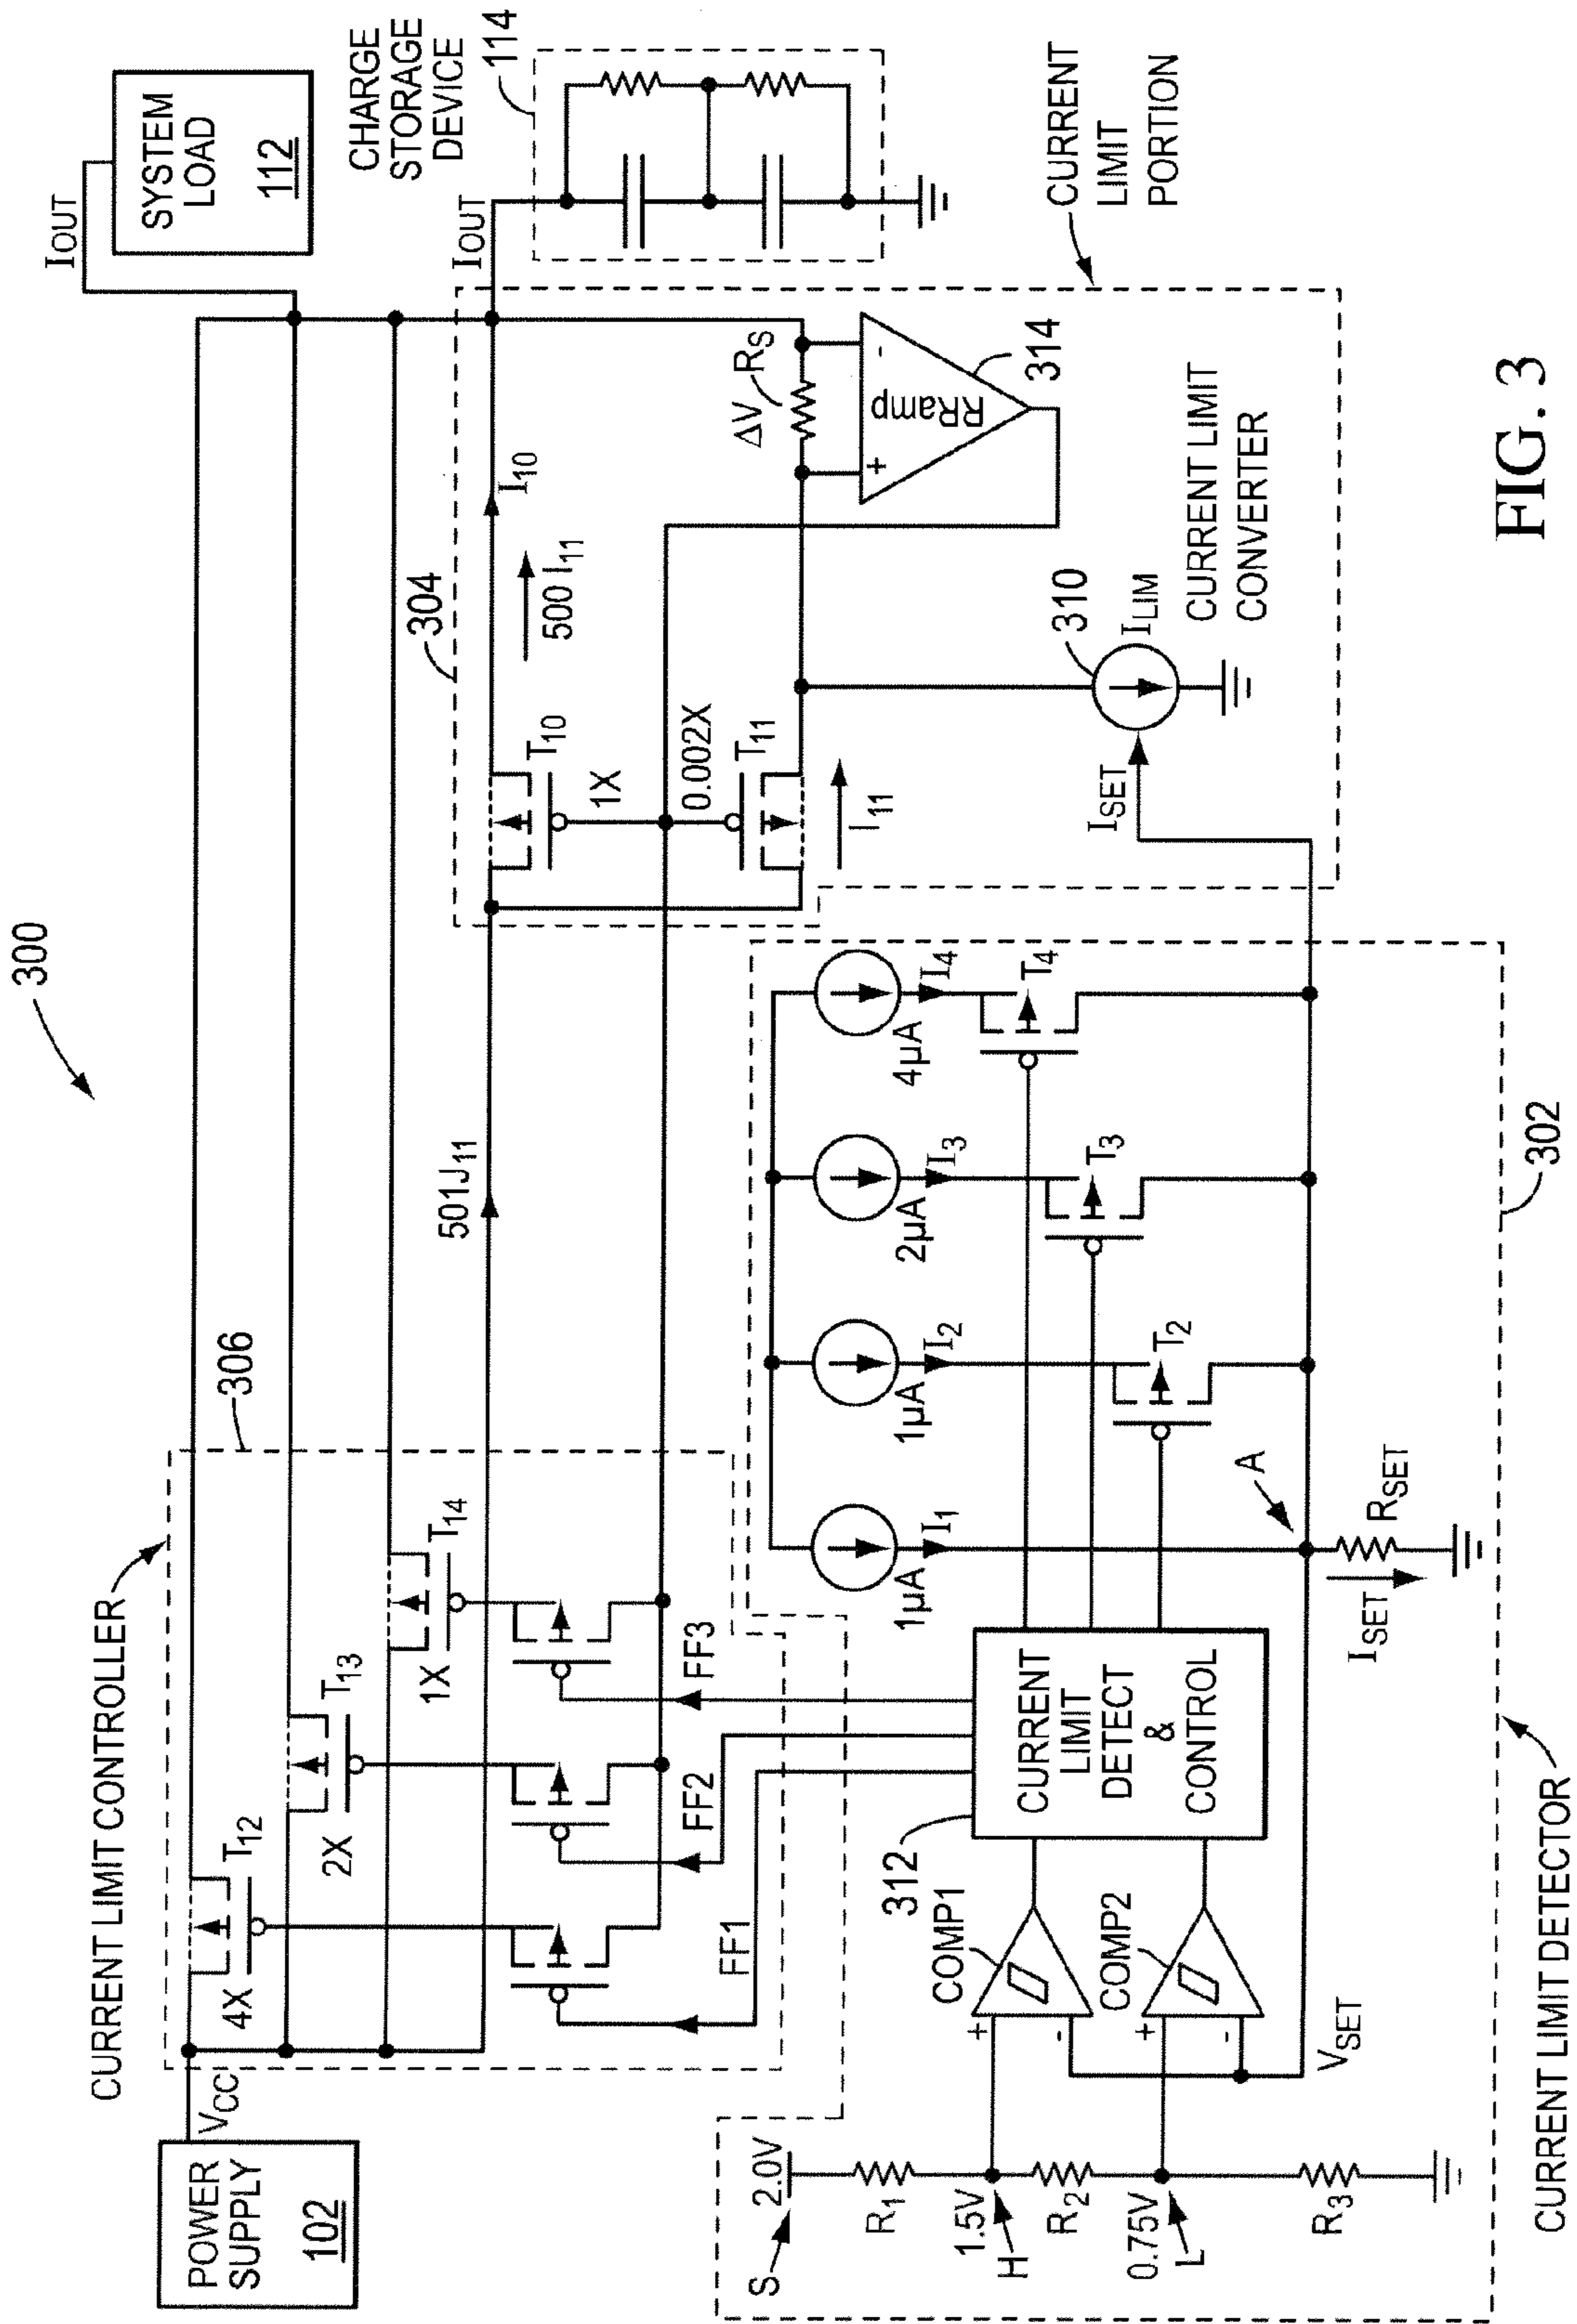 300
CURRENT LIMIT CONTROLLER
306
POWER
SUPPLY
102
VCC
4X
T12
2X
T13
1X
T14
FF1
FF2
FF3
501J11
SYSTEM
LOAD
112
IOUT
CHARGE
STORAGE
DEVICE
114
IOUT
304
I10
500 I11
T10
1X
0.002X
T11
I11
ΔV
RS
+
-
RRamp
314
310
ILIM
ISET
CURRENT LIMIT
CONVERTER
CURRENT
LIMIT
PORTION
S
2.0V
R1
1.5V
H
R2
0.75V
L
R3
COMP1
+
-
COMP2
+
-
VSET
312
CURRENT
LIMIT
DETECT
&
CONTROL
1µA
I1
1µA
I2
2µA
I3
4µA
I4
T2
T3
T4
A
ISET
RSET
302
CURRENT LIMIT DETECTOR
FIG. 3